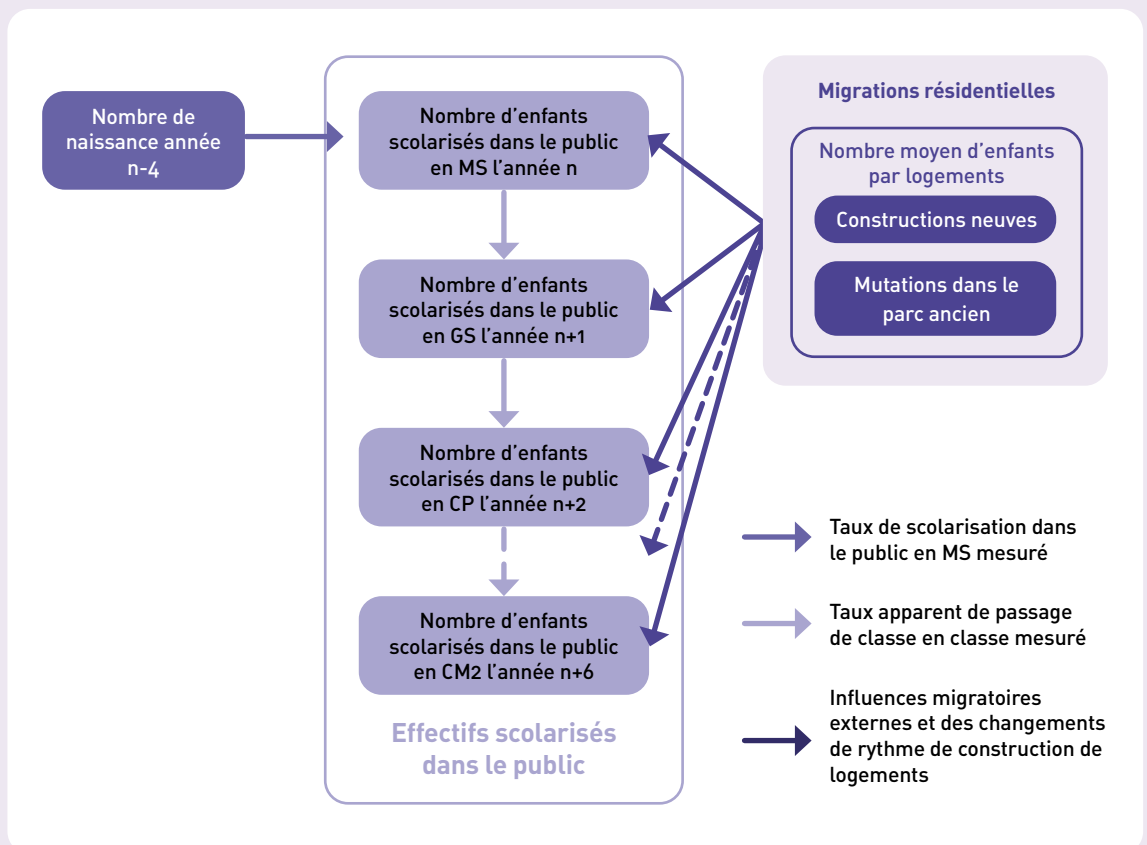 Nombre de
naissance année
n-4
Nombre d'enfants
scolarisés dans le public
en MS l'année n
Nombre d'enfants
scolarisés dans le public
en GS l'année n+1
Nombre d'enfants
scolarisés dans le public
en CP l'année n+2
Nombre d'enfants
scolarisés dans le public
en CM2 l'année n+6
Effectifs scolarisés
dans le public
Migrations résidentielles
Nombre moyen d'enfants
par logements
Constructions neuves
Mutations dans le
parc ancien
Taux de scolarisation dans
le public en MS mesuré
Taux apparent de passage
de classe en classe mesuré
Influences migratoires
externes et des changements
de rythme de construction de
logements